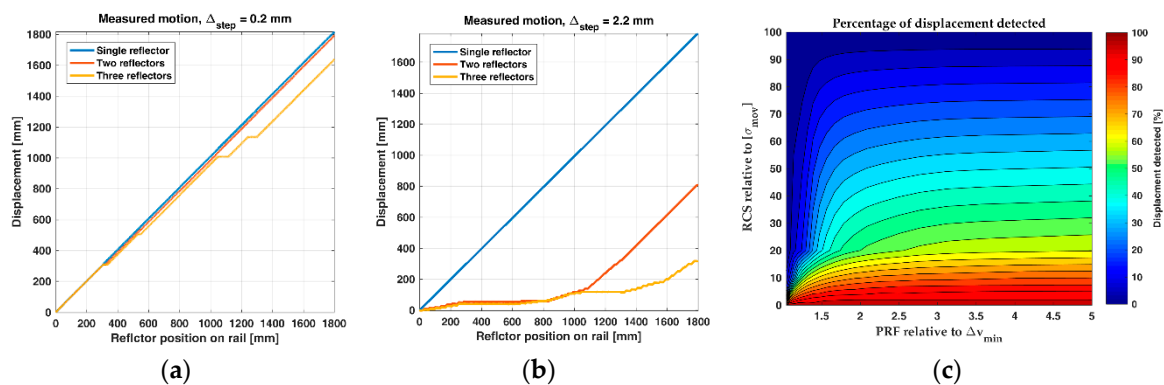 Measured motion, Δstep = 0.2 mm
1800
1600
1400
1200
1000
800
600
400
200
0
Displacement [mm]
Single reflector
Two reflectors
Three reflectors
0 200 400 600 800 1000 1200 1400 1600 1800
Reflctor position on rail [mm]
(a)
Measured motion, Δstep = 2.2 mm
1600
1400
1200
1000
800
600
400
200
0
Displacement [mm]
Single reflector
Two reflectors
Three reflectors
0 200 400 600 800 1000 1200 1400 1600 1800
Reflctor position on rail [mm]
(b)
Percentage of displacement detected
100
90
80
70
60
50
40
30
20
10
0
RCS relative to [σmov]
1.5 2 2.5 3 3.5 4 4.5 5
PRF relative to Δvmin
100
90
80
70
60
50
40
30
20
10
0
Displacment detected [%]
(c)